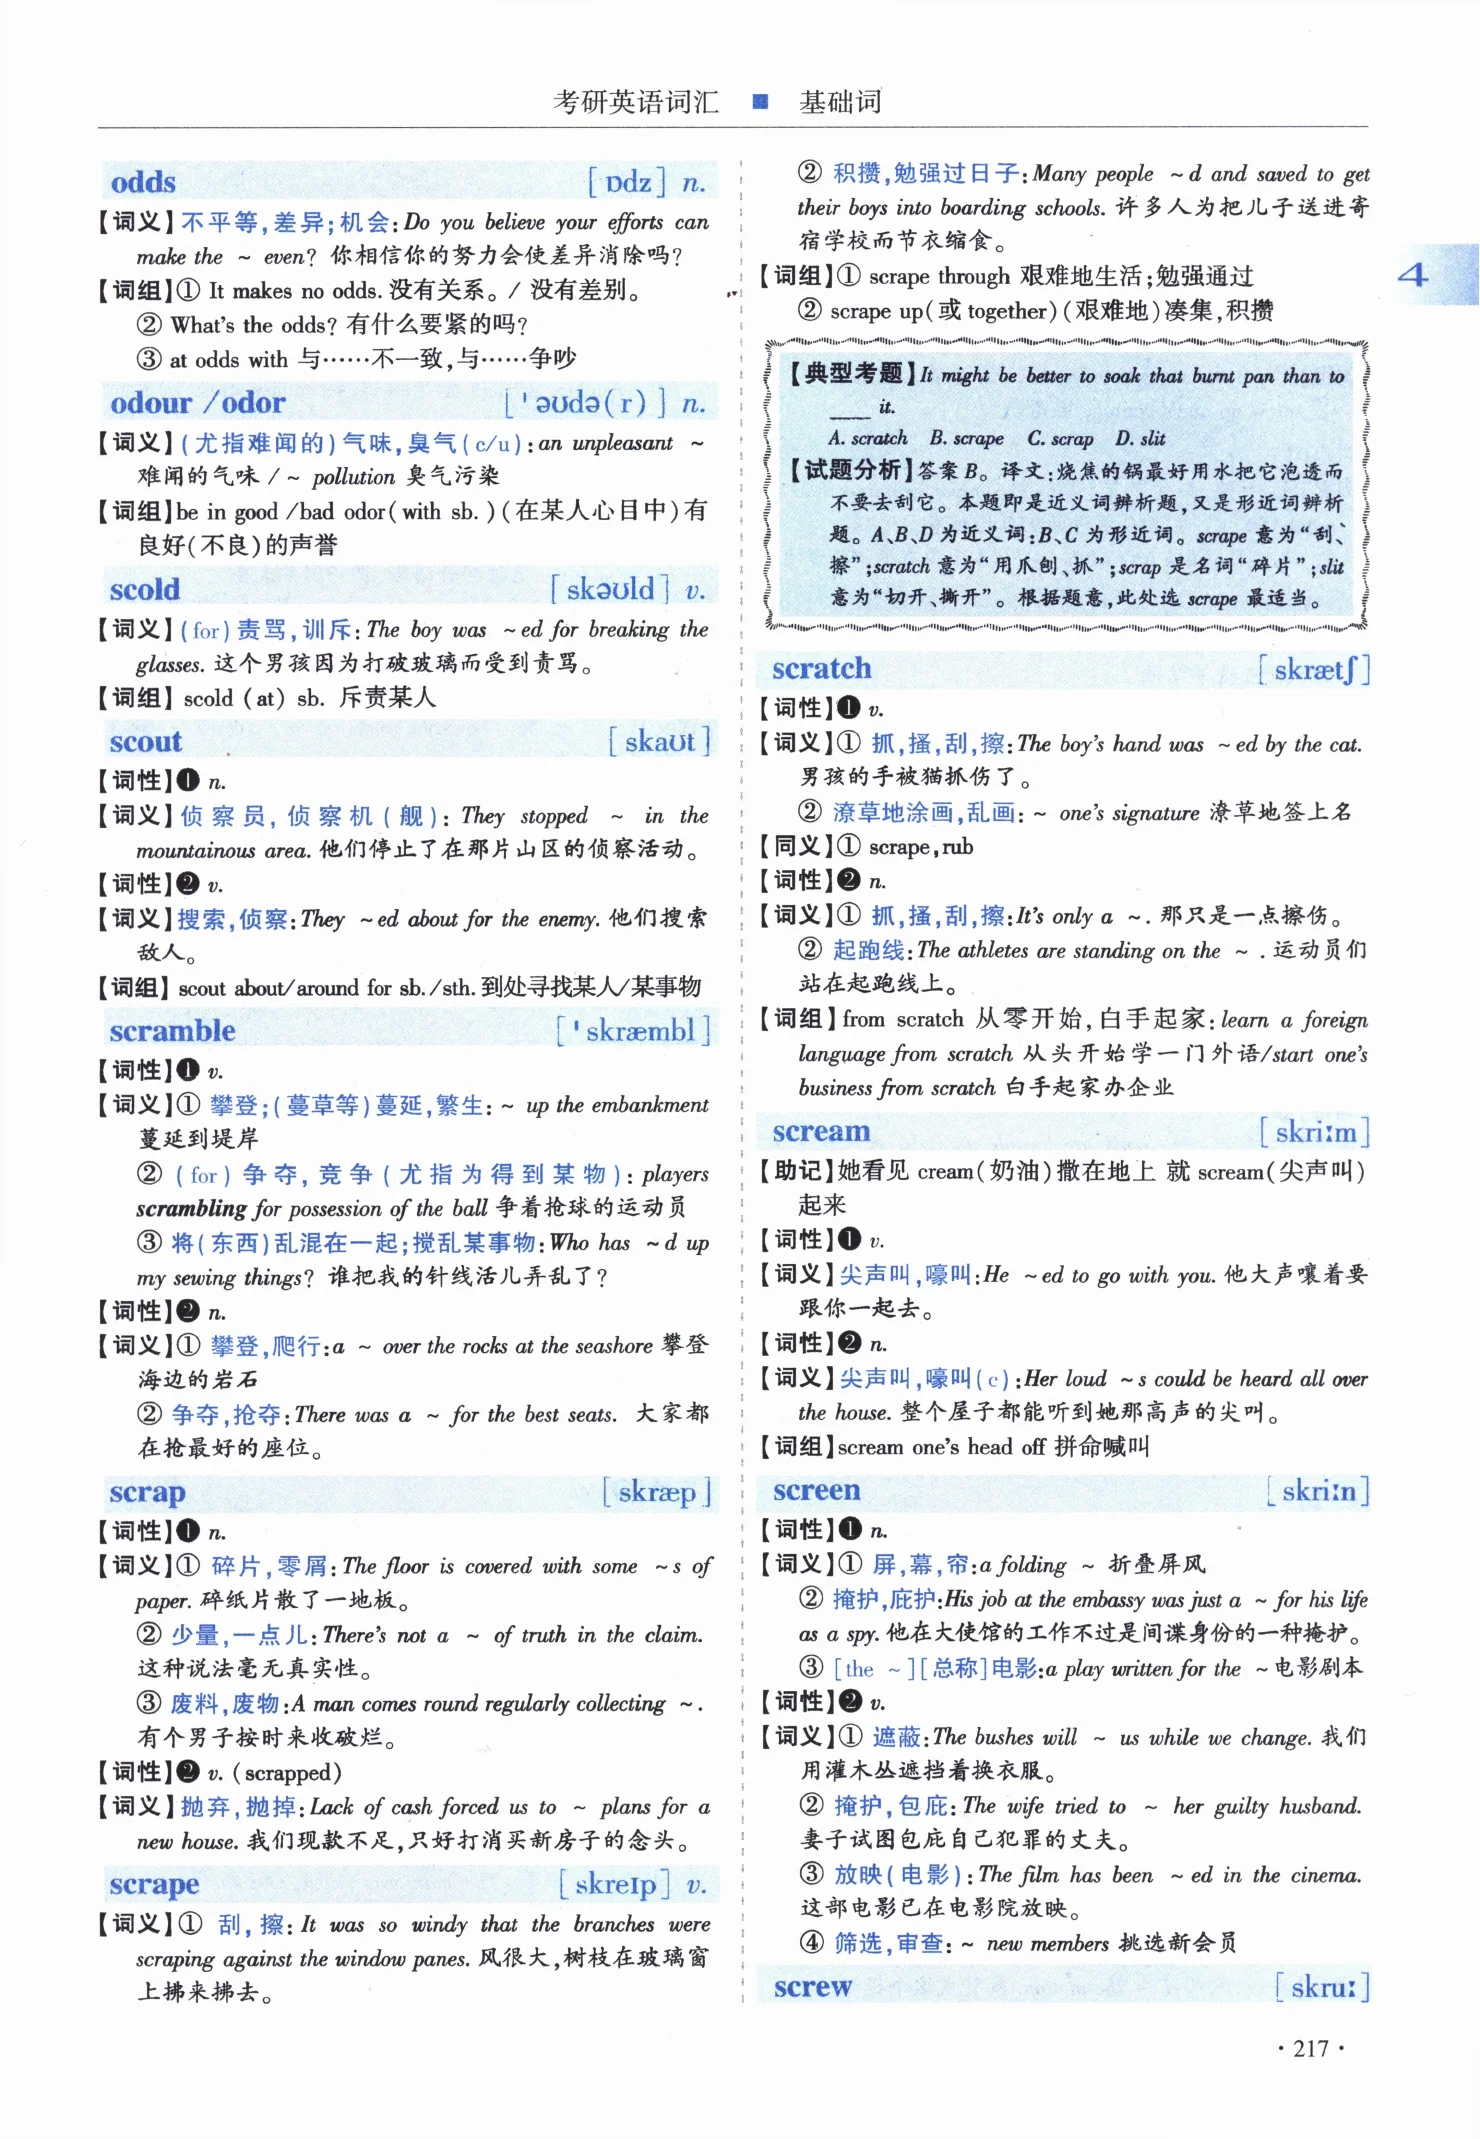 考研英语词汇 ■ 基础词
odds [ɒdz] n.
【词义】不平等,差异;机会:Do you believe your efforts can
make the ~ even? 你相信你的努力会使差异消除吗?
【词组】① It makes no odds. 没有关系。/ 没有差别。
② What's the odds? 有什么要紧的吗?
③ at odds with 与……不一致,与……争吵
odour /odor ['əʊdə(r)] n.
【词义】(尤指难闻的)气味,臭气(c/u):an unpleasant ~
难闻的气味 / ~ pollution 臭气污染
【词组】be in good /bad odor(with sb.)(在某人心目中)有
良好(不良)的声誉
scold [skəʊld] v.
【词义】(for)责骂,训斥:The boy was ~ed for breaking the
glasses. 这个男孩因为打破玻璃而受到责骂。
【词组】scold (at) sb. 斥责某人
scout [skaʊt]
【词性】❶ n.
【词义】侦察员,侦察机(舰): They stopped ~ in the
mountainous area. 他们停止了在那片山区的侦察活动。
【词性】❷ v.
【词义】搜索,侦察:They ~ed about for the enemy. 他们搜索
敌人。
【词组】scout about/around for sb./sth. 到处寻找某人/某事物
scramble ['skræmbl]
【词性】❶ v.
【词义】① 攀登;(蔓草等)蔓延,繁生: ~ up the embankment
蔓延到堤岸
② (for) 争夺,竞争(尤指为得到某物): players
scrambling for possession of the ball 争着抢球的运动员
③ 将(东西)乱混在一起;搅乱某事物:Who has ~d up
my sewing things? 谁把我的针线活儿弄乱了?
【词性】❷ n.
【词义】① 攀登,爬行:a ~ over the rocks at the seashore 攀登
海边的岩石
② 争夺,抢夺:There was a ~ for the best seats. 大家都
在抢最好的座位。
scrap [skræp]
【词性】❶ n.
【词义】① 碎片,零屑:The floor is covered with some ~s of
paper. 碎纸片散了一地板。
② 少量,一点儿:There's not a ~ of truth in the claim.
这种说法毫无真实性。
③ 废料,废物:A man comes round regularly collecting ~.
有个男子按时来收破烂。
【词性】❷ v. (scrapped)
【词义】抛弃,抛掉:Lack of cash forced us to ~ plans for a
new house. 我们现款不足,只好打消买新房子的念头。
scrape [skreɪp] v.
【词义】① 刮,擦:It was so windy that the branches were
scraping against the window panes. 风很大,树枝在玻璃窗
上拂来拂去。
② 积攒,勉强过日子:Many people ~d and saved to get
their boys into boarding schools. 许多人为把儿子送进寄
宿学校而节衣缩食。
【词组】① scrape through 艰难地生活;勉强通过
② scrape up(或 together)(艰难地)凑集,积攒
4
【典型考题】It might be better to soak that burnt pan than to
____ it.
A. scratch B. scrape C. scrap D. slit
【试题分析】答案 B。译文:烧焦的锅最好用水把它泡透而
不要去刮它。本题即是近义词辨析题,又是形近词辨析
题。A、B、D 为近义词;B、C 为形近词。scrape 意为“刮、
擦”;scratch 意为“用爪刨、抓”;scrap 是名词“碎片”;slit
意为“切开、撕开”。根据题意,此处选 scrape 最适当。
scratch [skrætʃ]
【词性】❶ v.
【词义】① 抓,搔,刮,擦:The boy's hand was ~ed by the cat.
男孩的手被猫抓伤了。
② 潦草地涂画,乱画: ~ one's signature 潦草地签上名
【同义】① scrape,rub
【词性】❷ n.
【词义】① 抓,搔,刮,擦:It's only a ~. 那只是一点擦伤。
② 起跑线:The athletes are standing on the ~ . 运动员们
站在起跑线上。
【词组】from scratch 从零开始,白手起家:learn a foreign
language from scratch 从头开始学一门外语/start one's
business from scratch 白手起家办企业
scream [skriːm]
【助记】她看见 cream(奶油)撒在地上 就 scream(尖声叫)
起来
【词性】❶ v.
【词义】尖声叫,嚎叫:He ~ed to go with you. 他大声嚷着要
跟你一起去。
【词性】❷ n.
【词义】尖声叫,嚎叫(c):Her loud ~s could be heard all over
the house. 整个屋子都能听到她那高声的尖叫。
【词组】scream one's head off 拼命喊叫
screen [skriːn]
【词性】❶ n.
【词义】① 屏,幕,帘:a folding ~ 折叠屏风
② 掩护,庇护:His job at the embassy was just a ~ for his life
as a spy. 他在大使馆的工作不过是间谍身份的一种掩护。
③ [the ~][总称]电影:a play written for the ~ 电影剧本
【词性】❷ v.
【词义】① 遮蔽:The bushes will ~ us while we change. 我们
用灌木丛遮挡着换衣服。
② 掩护,包庇:The wife tried to ~ her guilty husband.
妻子试图包庇自己犯罪的丈夫。
③ 放映(电影):The film has been ~ed in the cinema.
这部电影已在电影院放映。
④ 筛选,审查: ~ new members 挑选新会员
screw [skruː]
· 217 ·